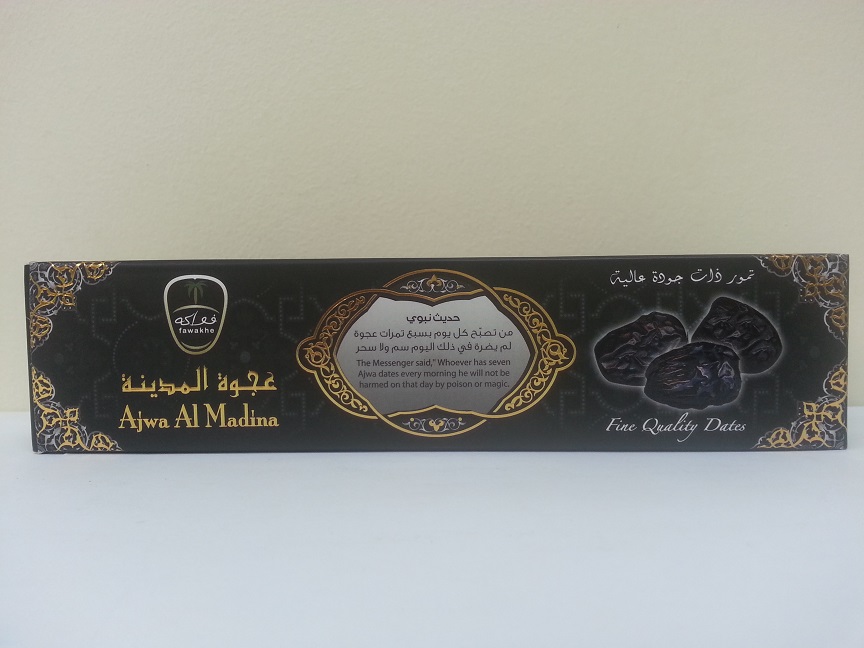 فواكه
fawakhe
عجوة المدينة
Ajwa Al Madina
حديث نبوي
من تصبّح كل يوم بسبع تمرات عجوة
لم يضره في ذلك اليوم سم ولا سحر
The Messenger said," Whoever has seven
Ajwa dates every morning he will not be
harmed on that day by poison or magic.
تمور ذات جودة عالية
Fine Quality Dates